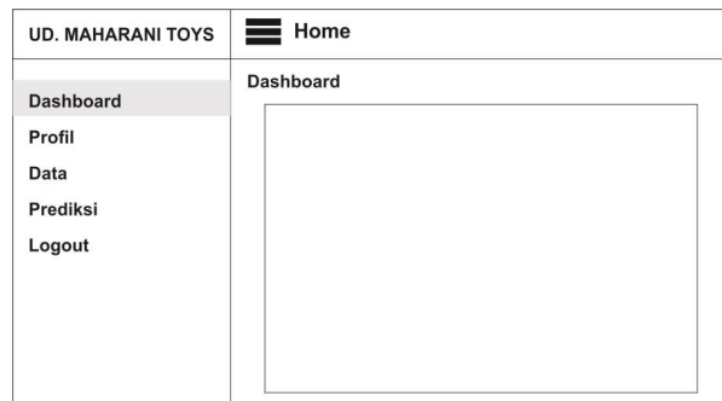 UD. MAHARANI TOYS
Home
Dashboard
Profil
Data
Prediksi
Logout
Dashboard